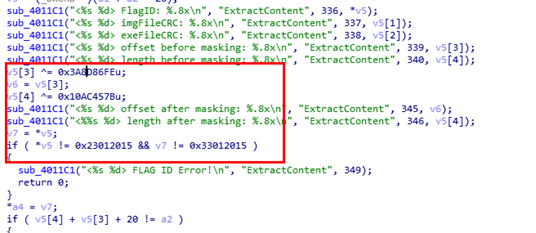 sub_4011C1("<%s %d> FlagID: %.8x\n", "ExtractContent", 336, *v5);
sub_4011C1("<%s %d> imgFileCRC: %.8x\n", "ExtractContent", 337, v5[1]);
sub_4011C1("<%s %d> exeFileCRC: %.8x\n", "ExtractContent", 338, v5[2]);
sub_4011C1("<%s %d> offset before masking: %.8x\n", "ExtractContent", 339, v5[3]);
sub_4011C1("<%s %d> length before masking: %.8x\n", "ExtractContent", 340, v5[4]);
v5[3] ^= 0x3A8D86FEu;
v6 = v5[3];
v5[4] ^= 0x10AC457Bu;
sub_4011C1("<%s %d> offset after masking: %.8x\n", "ExtractContent", 345, v6);
sub_4011C1("<%%s %d> length after masking: %.8x\n", "ExtractContent", 346, v5[4]);
v7 = *v5;
if ( *v5 != 0x23012015 && v7 != 0x33012015 )
{
sub_4011C1("<%s %d> FLAG ID Error!\n", "ExtractContent", 349);
return 0;
}
*a4 = v7;
if ( v5[4] + v5[3] + 20 != a2 )
{